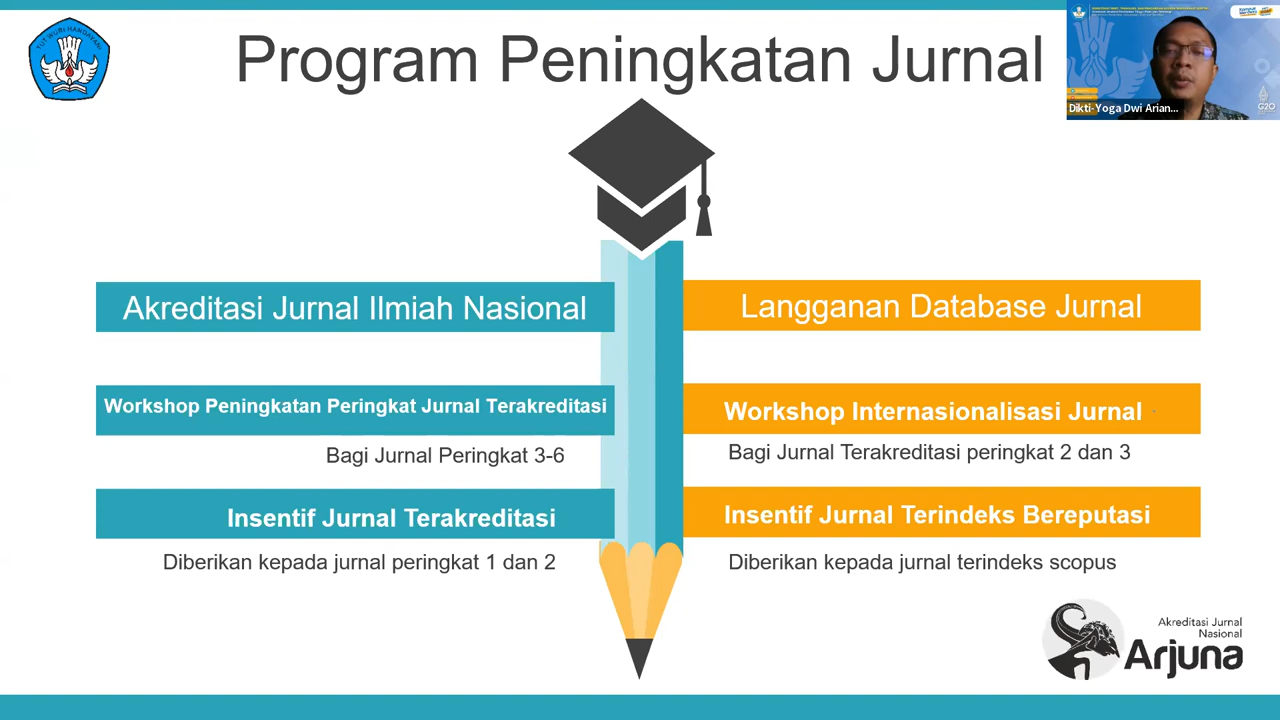 TUT WURI HANDAYANI
Program Peningkatan Jurnal
Dikti-Yoga Dwi Arian...
G20
Akreditasi Jurnal Ilmiah Nasional
Langganan Database Jurnal
Workshop Peningkatan Peringkat Jurnal Terakreditasi
Bagi Jurnal Peringkat 3-6
Workshop Internasionalisasi Jurnal
Bagi Jurnal Terakreditasi peringkat 2 dan 3
Insentif Jurnal Terakreditasi
Diberikan kepada jurnal peringkat 1 dan 2
Insentif Jurnal Terindeks Bereputasi
Diberikan kepada jurnal terindeks scopus
Akreditasi Jurnal
Nasional
Arjuna